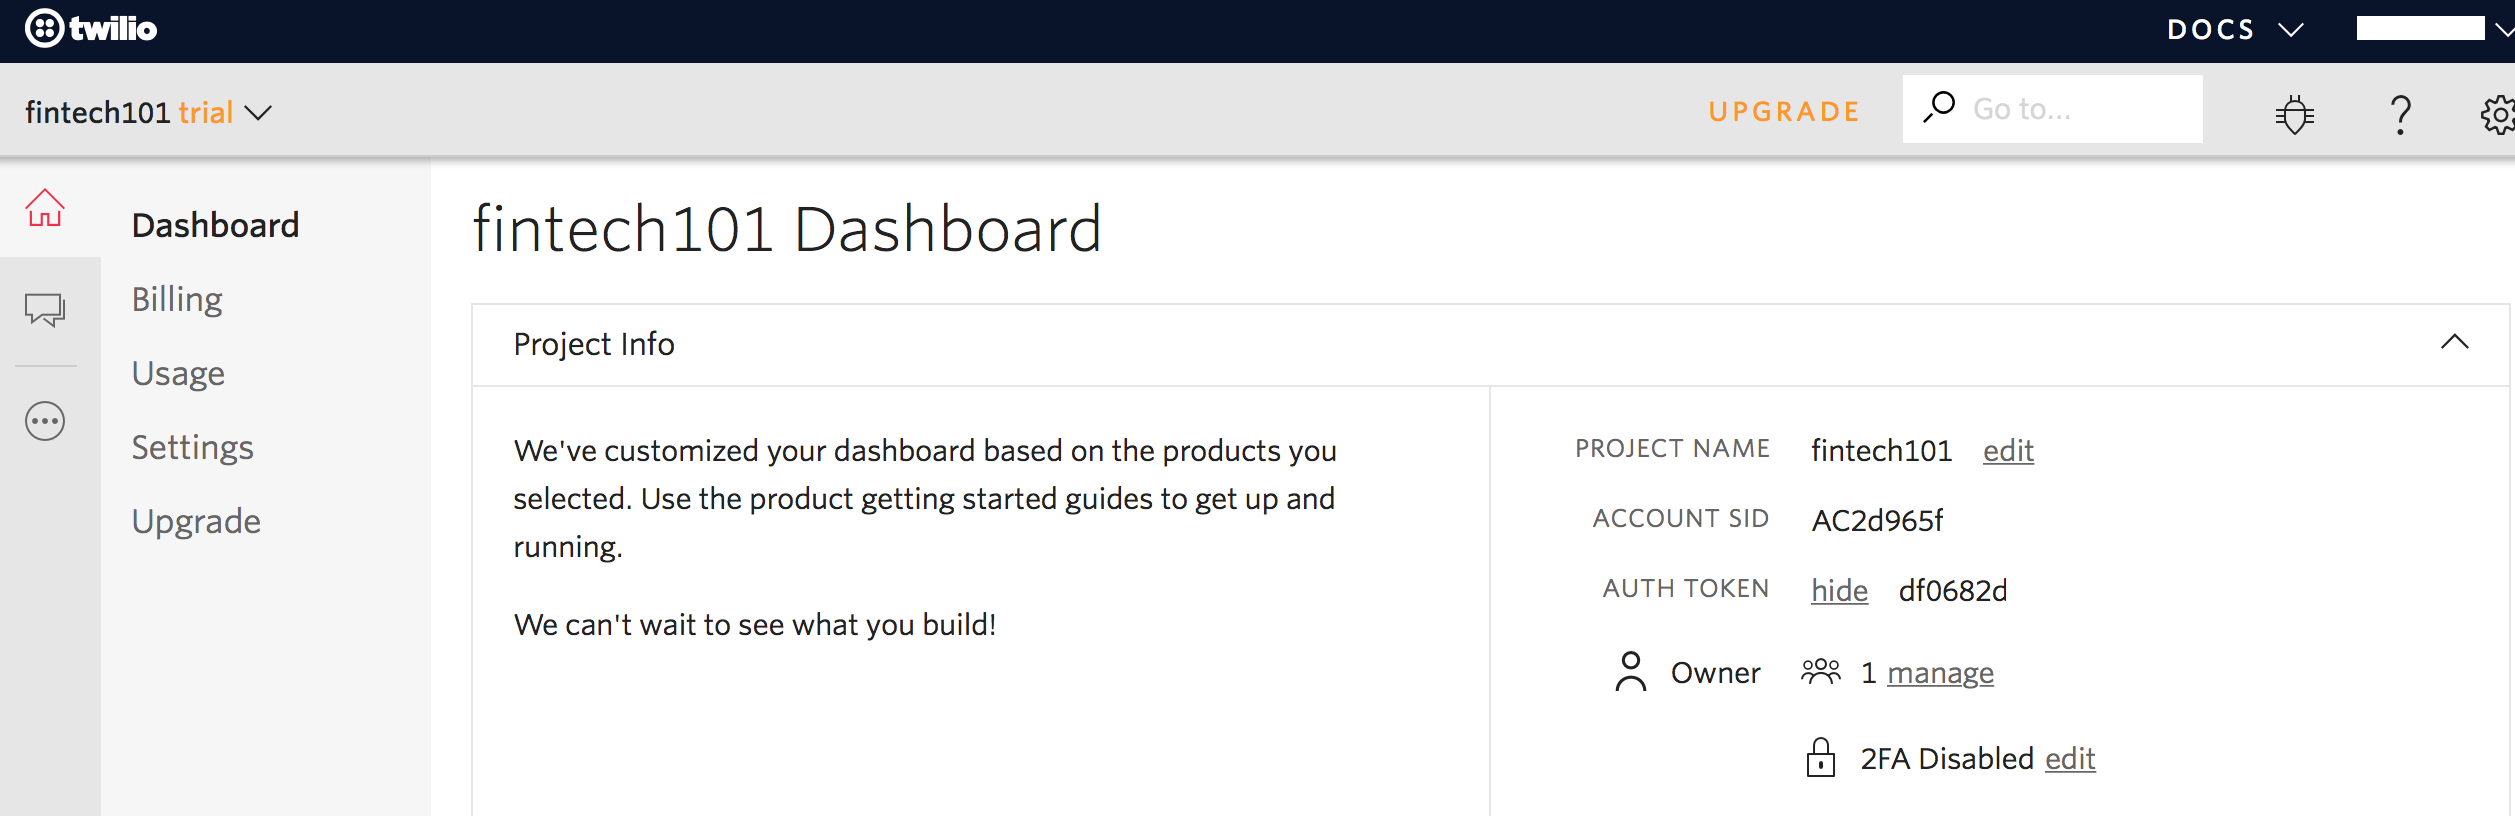 twilio
DOCS
fintech101 trial
UPGRADE
Go to...
Dashboard
Billing
Usage
Settings
Upgrade
fintech101 Dashboard
Project Info
We've customized your dashboard based on the products you
selected. Use the product getting started guides to get up and
running.
We can't wait to see what you build!
PROJECT NAME fintech101 edit
ACCOUNT SID AC2d965f
AUTH TOKEN hide df0682d
Owner 1 manage
2FA Disabled edit